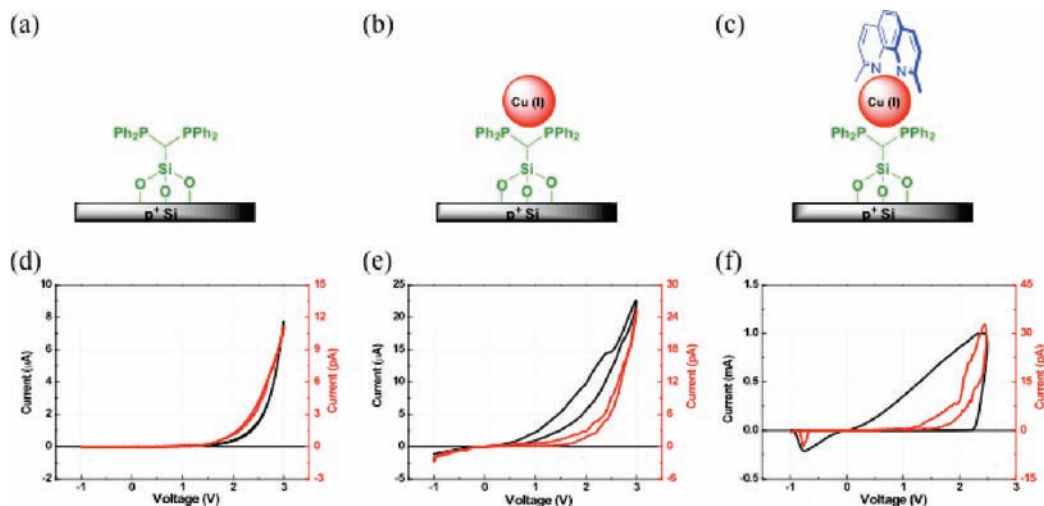 (a)
(b)
(c)
N N
Cu (I)
Cu (I)
Ph2P PPh2
Ph2P PPh2
Ph2P PPh2
Si
Si
Si
O O O
O O O
O O O
p+ Si
p+ Si
p+ Si
(d)
(e)
(f)
10
8
6
4
2
0
-2
Current (µA)
15
12
9
6
3
0
-3
Current (pA)
-1 0 1 2 3
Voltage (V)
25
20
15
10
5
0
-5
Current (µA)
30
24
18
12
6
0
-6
Current (pA)
-1 0 1 2 3
Voltage (V)
1.5
1.0
0.5
0.0
-0.5
Current (mA)
45
30
15
0
-15
Current (pA)
-1 0 1 2 3
Voltage (V)